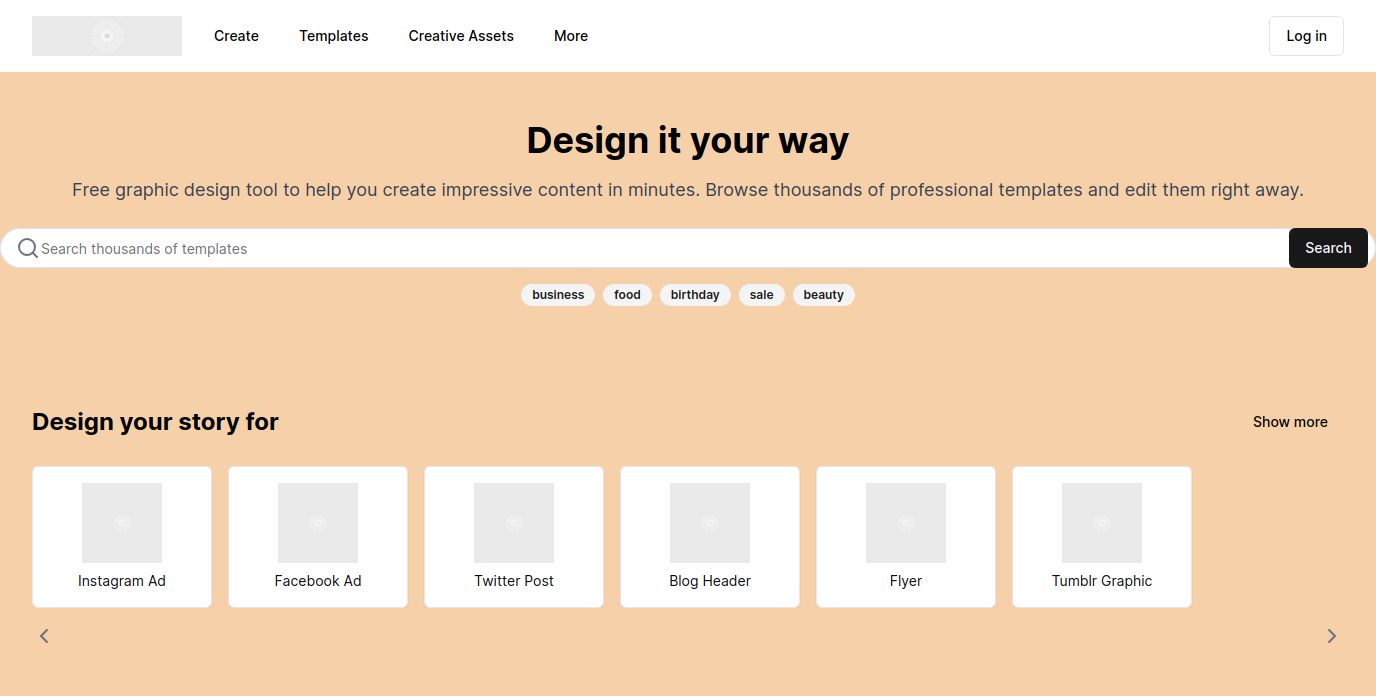 Create Templates Creative Assets More Log in
Design it your way
Free graphic design tool to help you create impressive content in minutes. Browse thousands of professional templates and edit them right away.
Search thousands of templates Search
business food birthday sale beauty
Design your story for Show more
Instagram Ad Facebook Ad Twitter Post Blog Header Flyer Tumblr Graphic